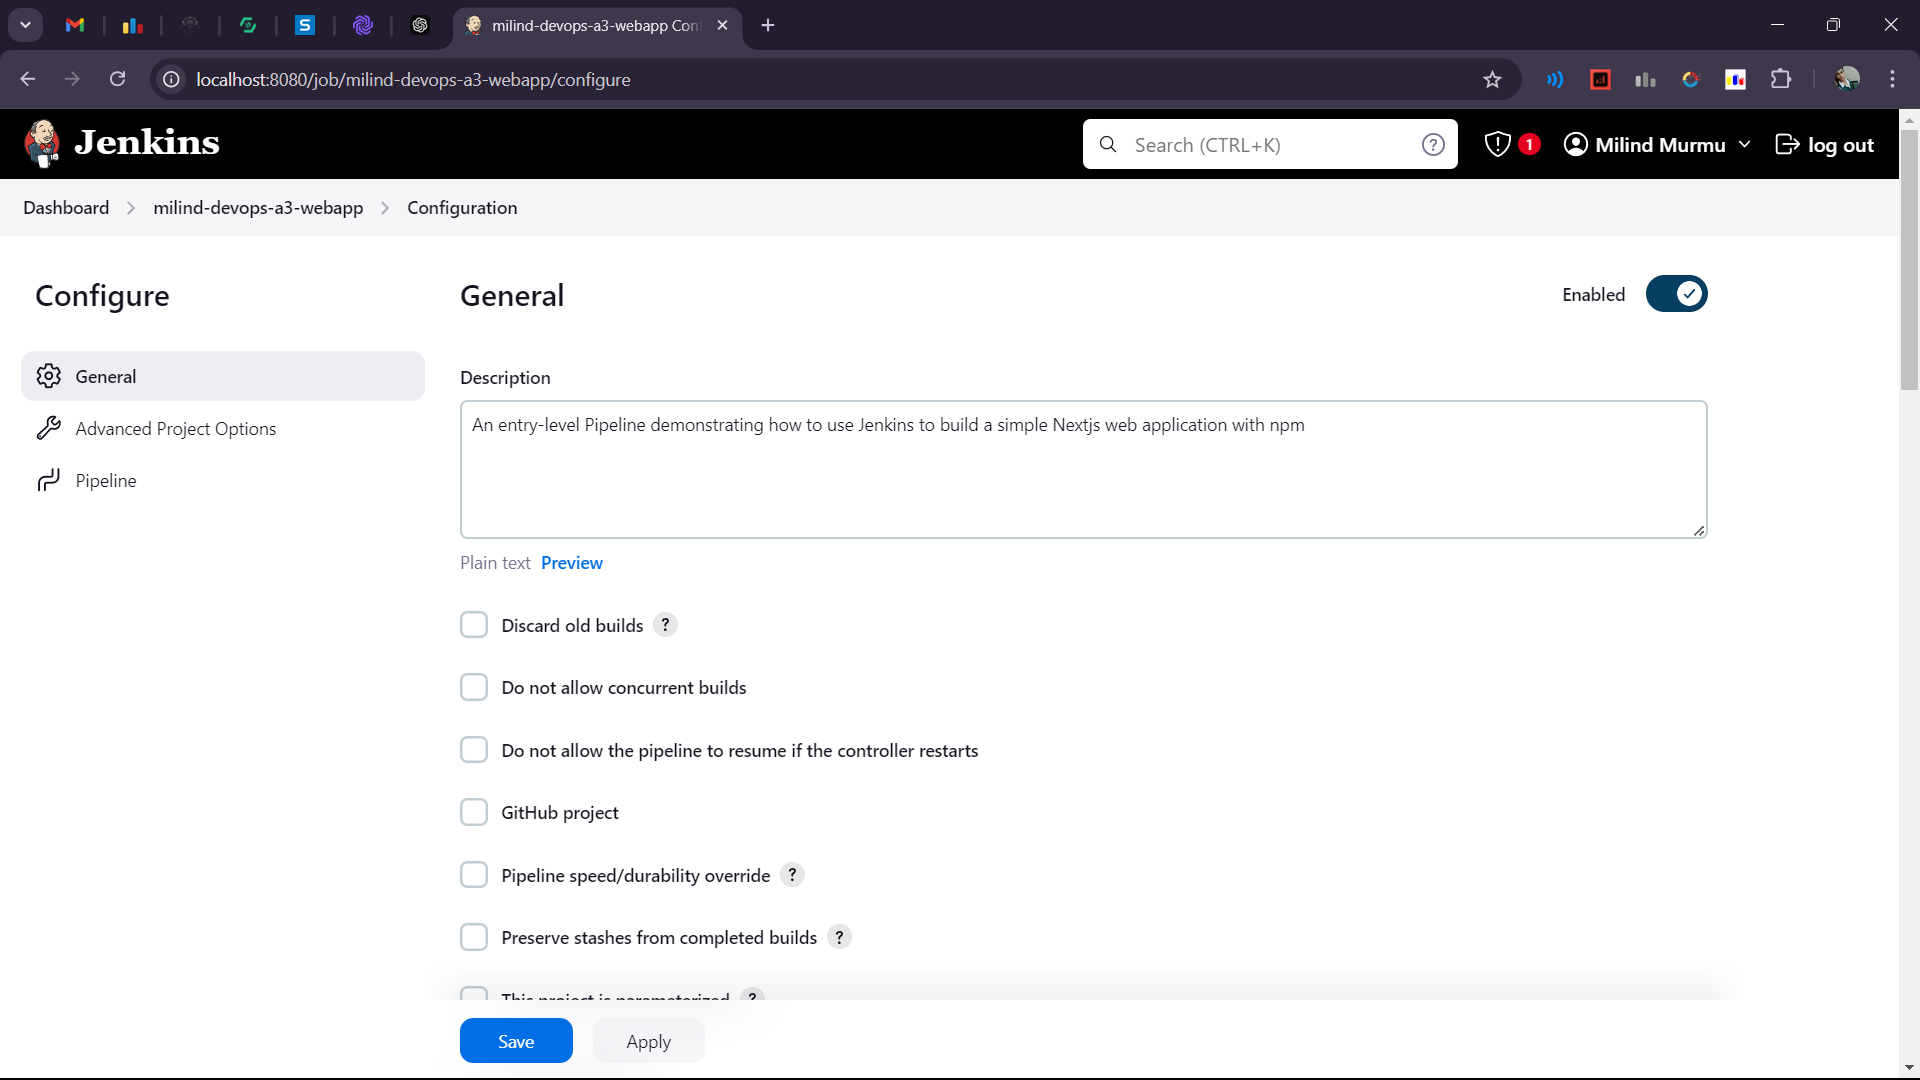 milind-devops-a3-webapp Con
localhost:8080/job/milind-devops-a3-webapp/configure
Jenkins
Search (CTRL+K)
?
1
Milind Murmu
log out
Dashboard
milind-devops-a3-webapp
Configuration
Configure
General
Enabled
General
Advanced Project Options
Pipeline
Description
An entry-level Pipeline demonstrating how to use Jenkins to build a simple Nextjs web application with npm
Plain text Preview
Discard old builds ?
Do not allow concurrent builds
Do not allow the pipeline to resume if the controller restarts
GitHub project
Pipeline speed/durability override ?
Preserve stashes from completed builds ?
This project is parameterized ?
Save
Apply